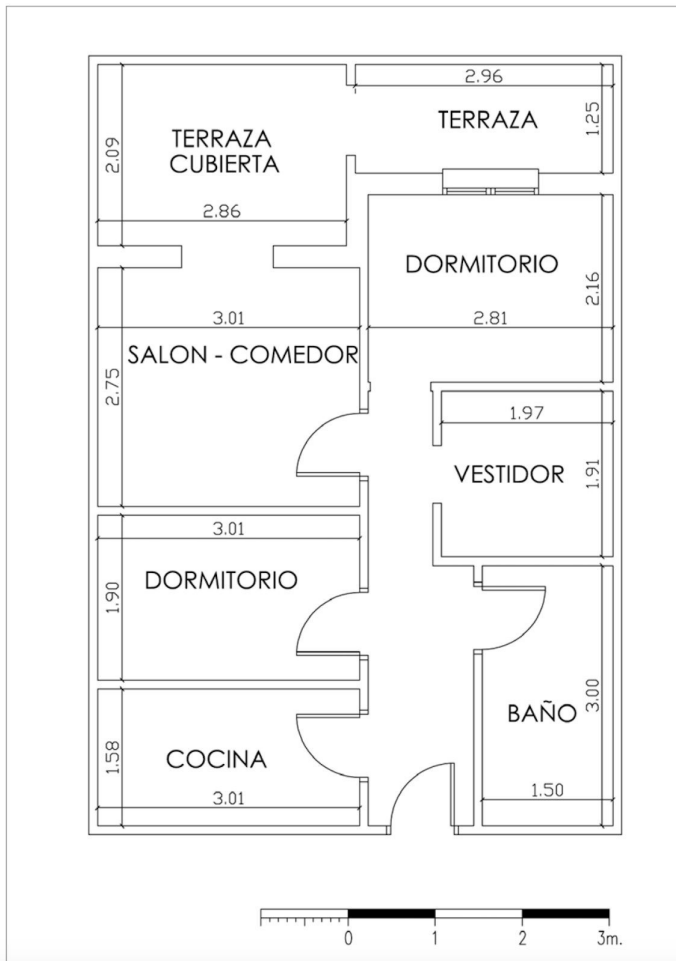 2.96
TERRAZA
1.25
TERRAZA
CUBIERTA
2.09
2.86
DORMITORIO
2.16
2.81
3.01
SALON - COMEDOR
2.75
1.97
VESTIDOR
1.91
3.01
DORMITORIO
1.90
BAÑO
3.00
1.50
COCINA
1.58
3.01
0 1 2 3m.